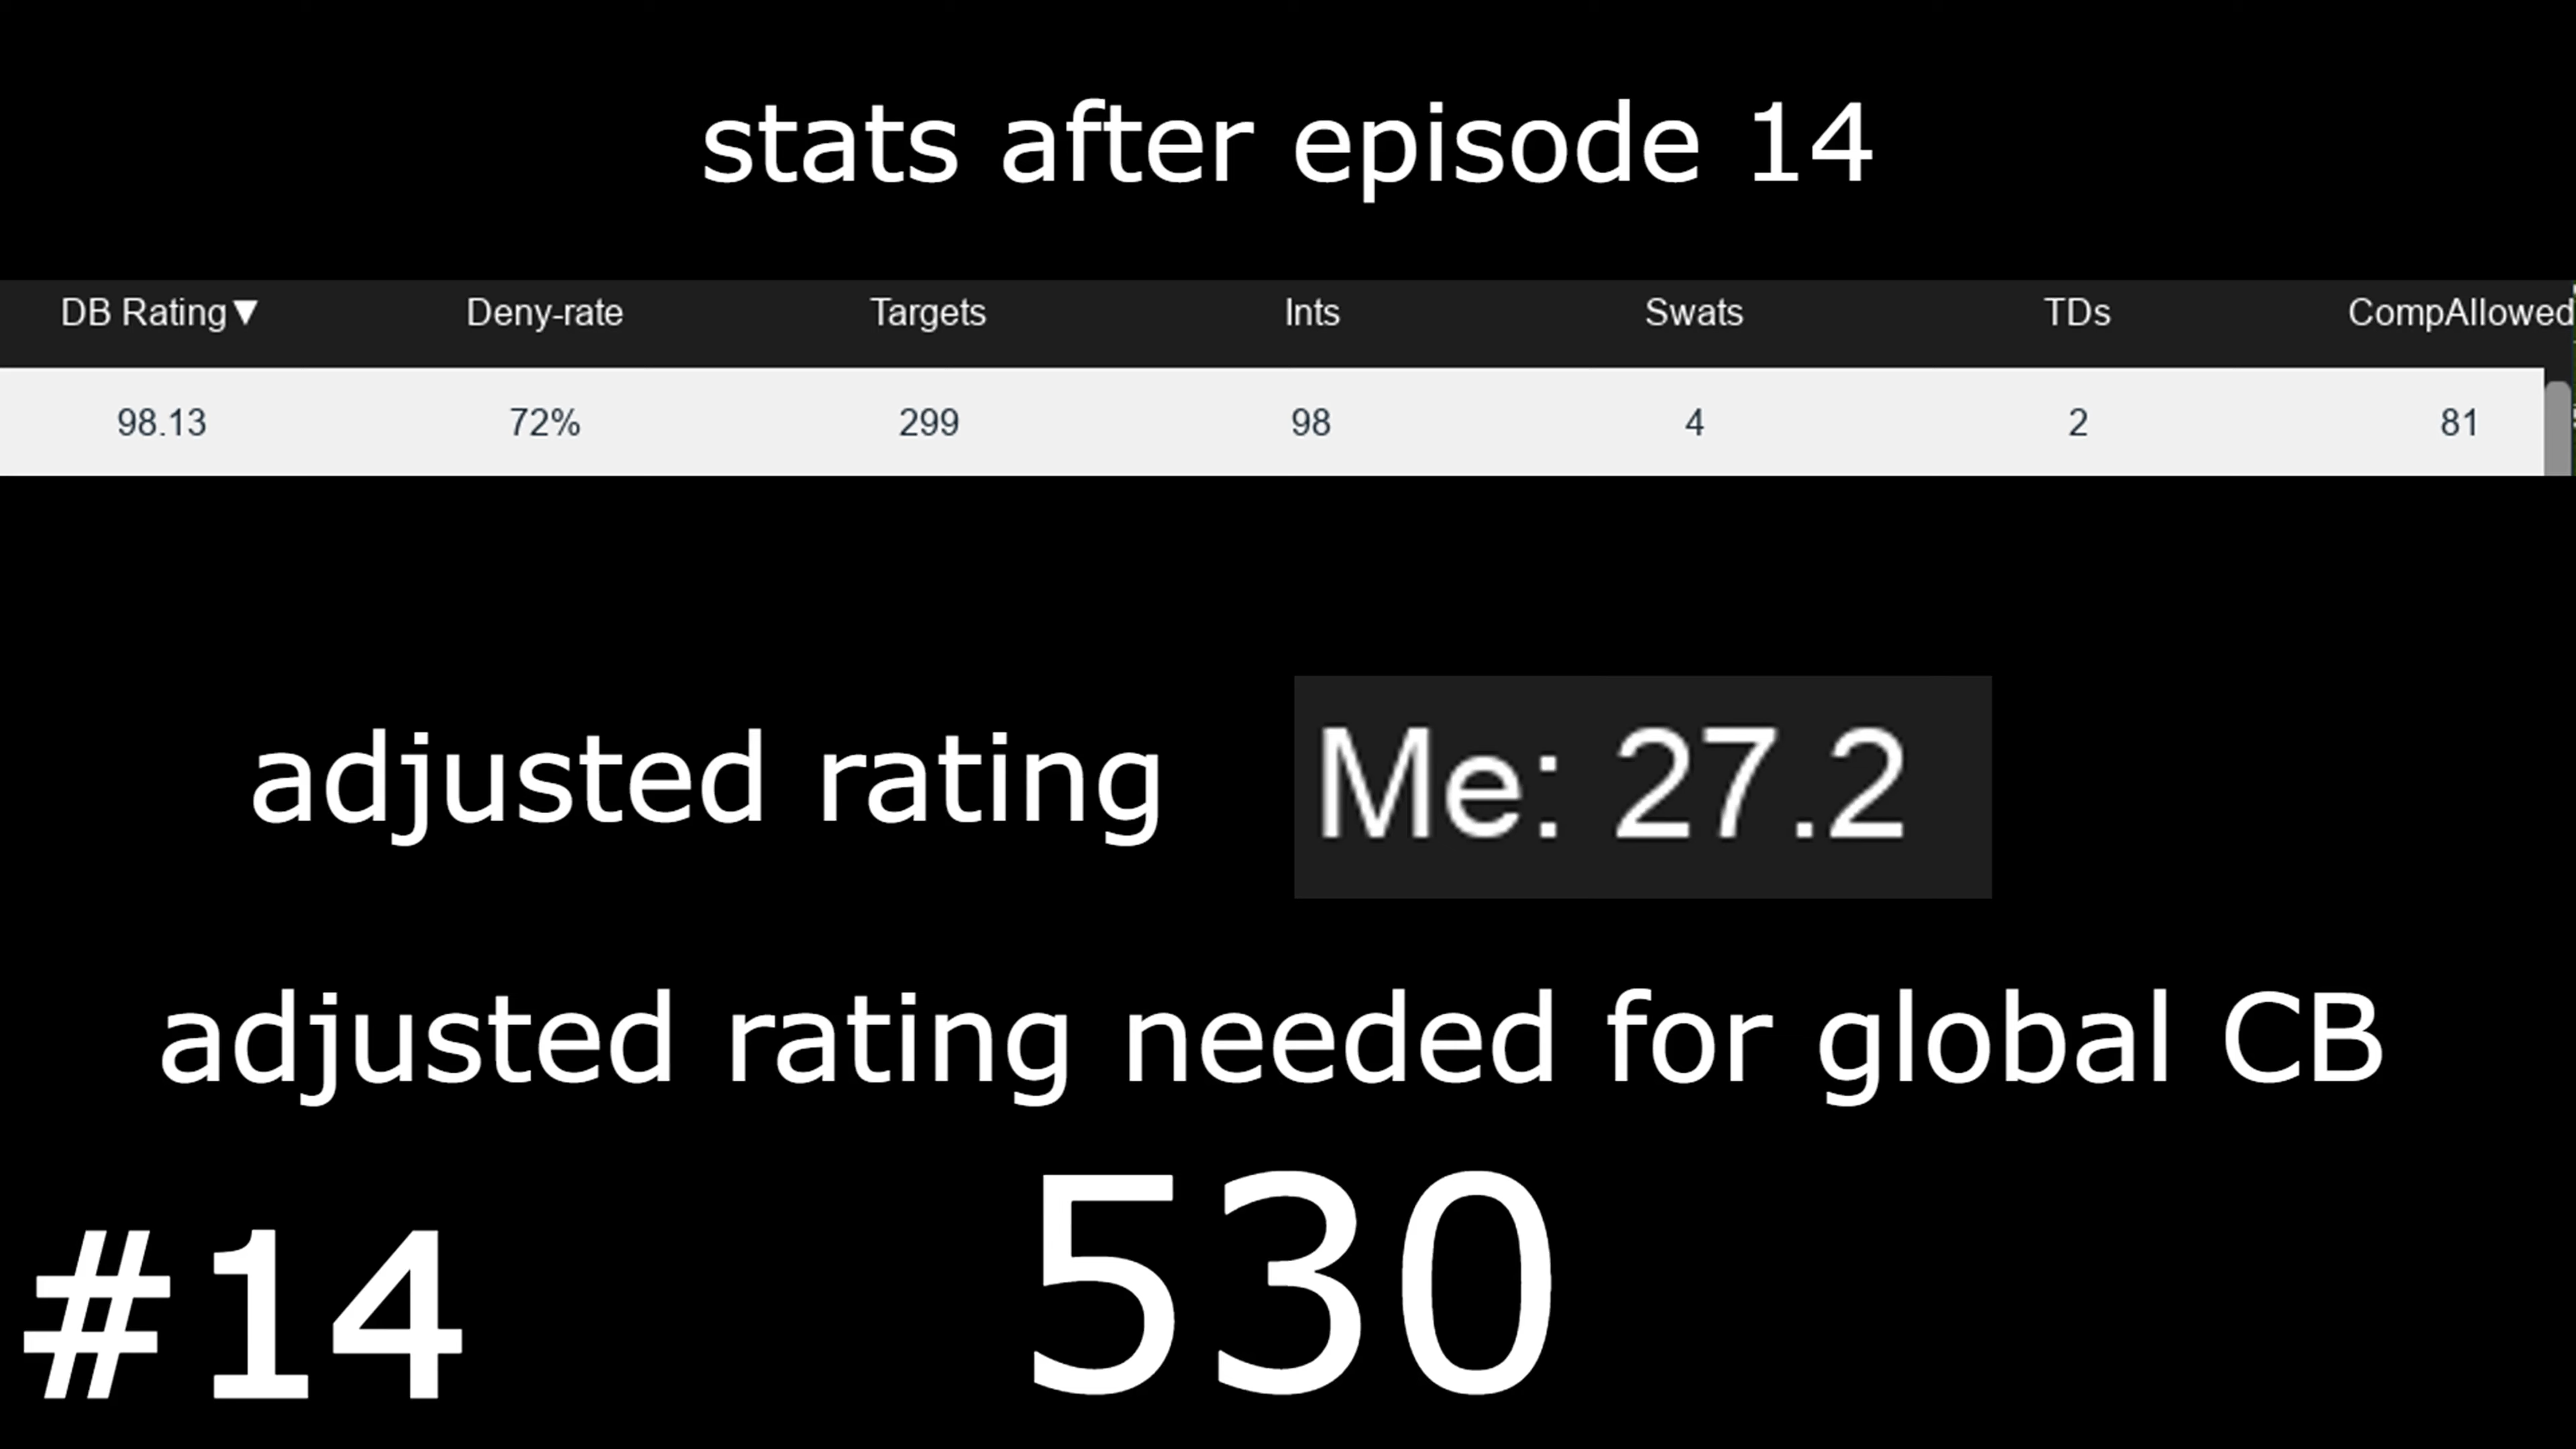 stats after episode 14
DB Rating▼ Deny-rate Targets Ints Swats TDs CompAllowed
98.13 72% 299 98 4 2 81
adjusted rating Me: 27.2
adjusted rating needed for global CB
#14 530